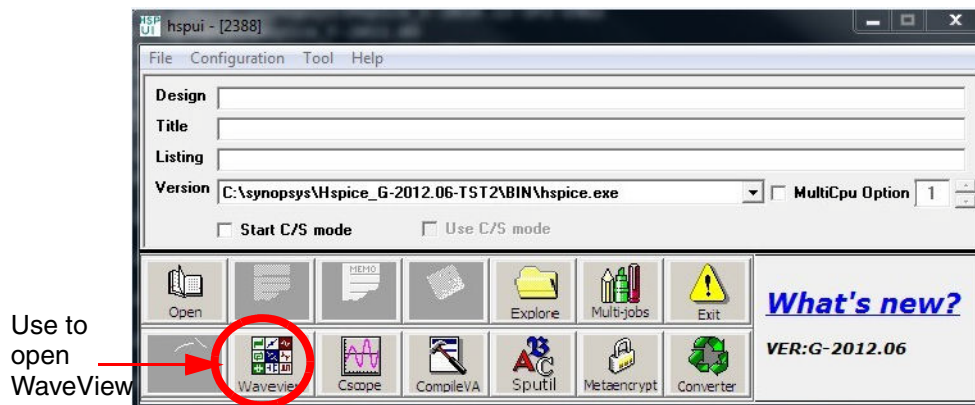 HSP
UI hspui - [2388]
File Configuration Tool Help
Design
Title
Listing
Version C:\synopsys\Hspice_G-2012.06-TST2\BIN\hspice.exe MultiCpu Option 1
Start C/S mode Use C/S mode
MEMO
Open Explore Multi-jobs Exit
What's new?
VER:G-2012.06
Use to
open
WaveView
Waveview Cscope CompileVA Sputil Metaencrypt Converter